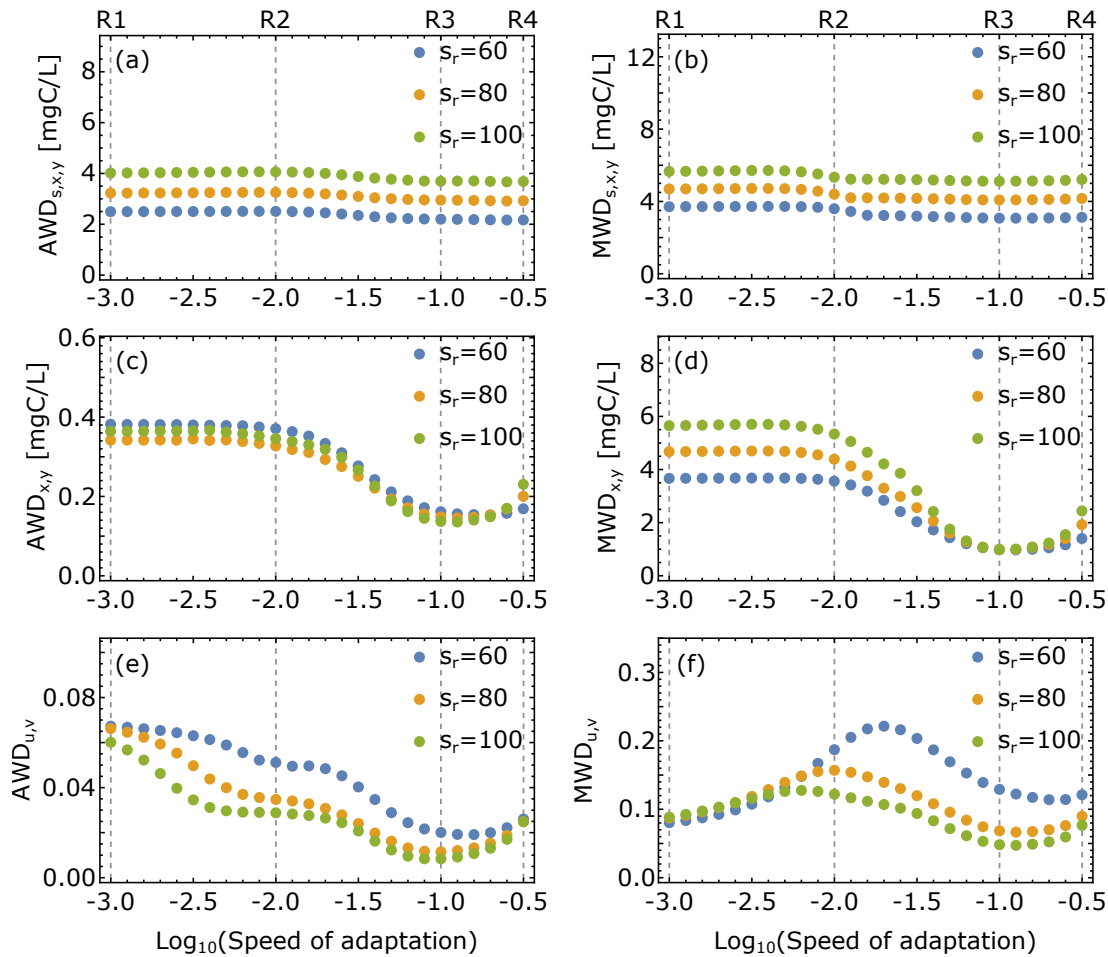 R1 R2 R3 R4 R1 R2 R3 R4
(a)
s_r=60
s_r=80
s_r=100
AWD_s,x,y [mgC/L]
8
6
4
2
0
-3.0 -2.5 -2.0 -1.5 -1.0 -0.5
(b)
s_r=60
s_r=80
s_r=100
MWD_s,x,y [mgC/L]
12
8
4
0
-3.0 -2.5 -2.0 -1.5 -1.0 -0.5
(c)
s_r=60
s_r=80
s_r=100
AWD_x,y [mgC/L]
0.6
0.4
0.2
0.0
-3.0 -2.5 -2.0 -1.5 -1.0 -0.5
(d)
s_r=60
s_r=80
s_r=100
MWD_x,y [mgC/L]
8
6
4
2
0
-3.0 -2.5 -2.0 -1.5 -1.0 -0.5
(e)
s_r=60
s_r=80
s_r=100
AWD_u,v
0.08
0.04
0.00
-3.0 -2.5 -2.0 -1.5 -1.0 -0.5
Log_10(Speed of adaptation)
(f)
s_r=60
s_r=80
s_r=100
MWD_u,v
0.3
0.2
0.1
0.0
-3.0 -2.5 -2.0 -1.5 -1.0 -0.5
Log_10(Speed of adaptation)